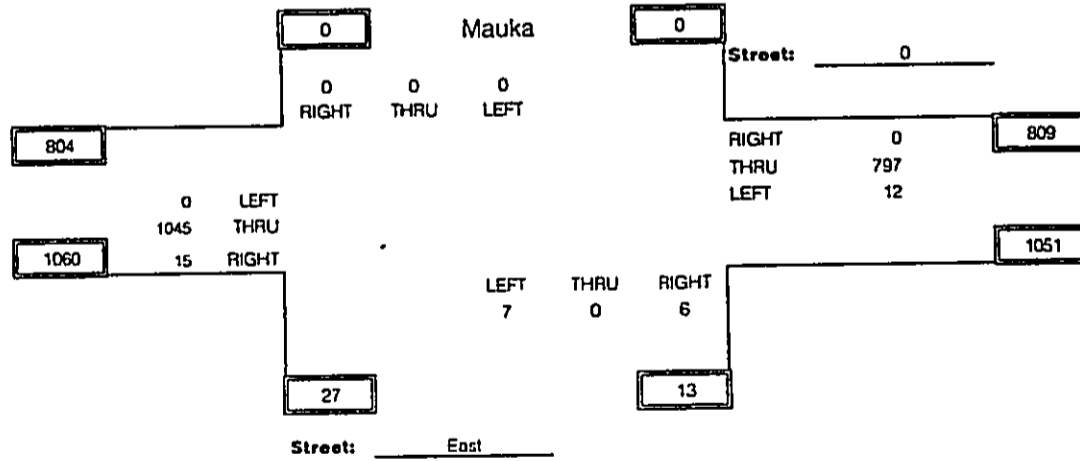 0 Mauka 0
Street: 0
0 0 0
RIGHT THRU LEFT
804
809
RIGHT 0
THRU 797
LEFT 12
0 LEFT
1045 THRU
1060 15 RIGHT
1051
LEFT THRU RIGHT
7 0 6
27
13
Street: East